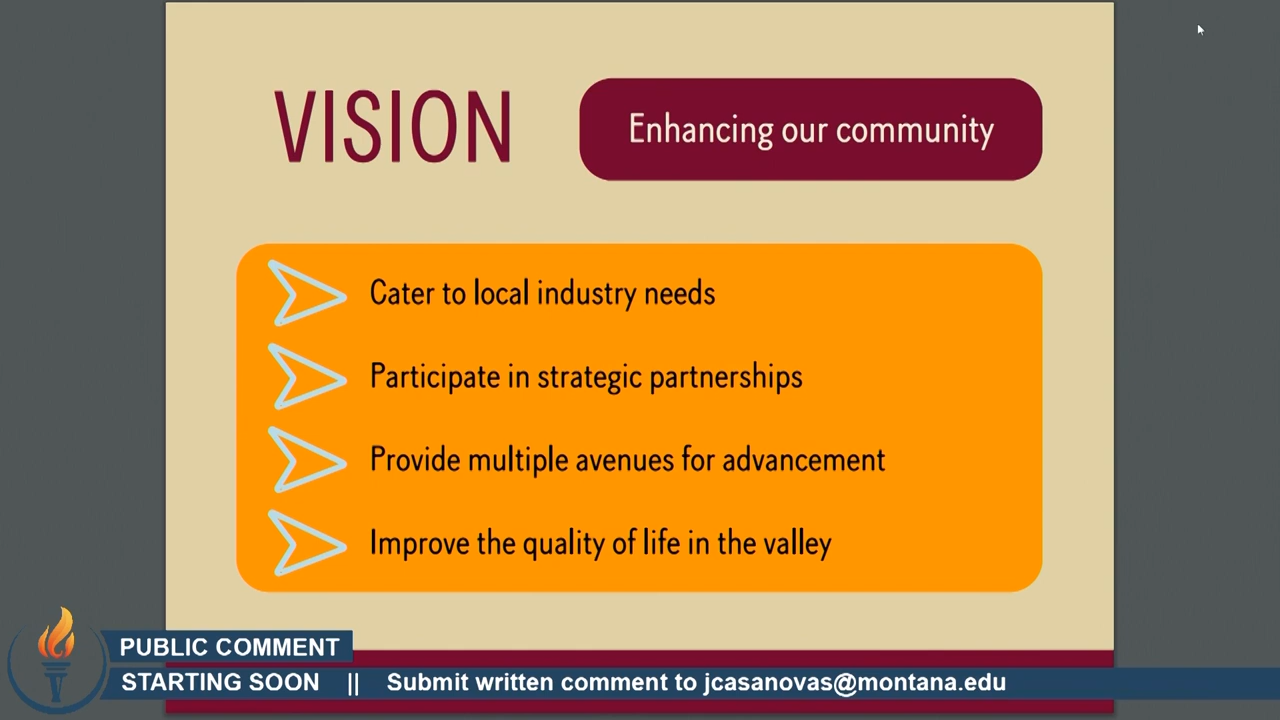 VISION
Enhancing our community
Cater to local industry needs
Participate in strategic partnerships
Provide multiple avenues for advancement
Improve the quality of life in the valley
PUBLIC COMMENT
STARTING SOON || Submit written comment to jcasanovas@montana.edu